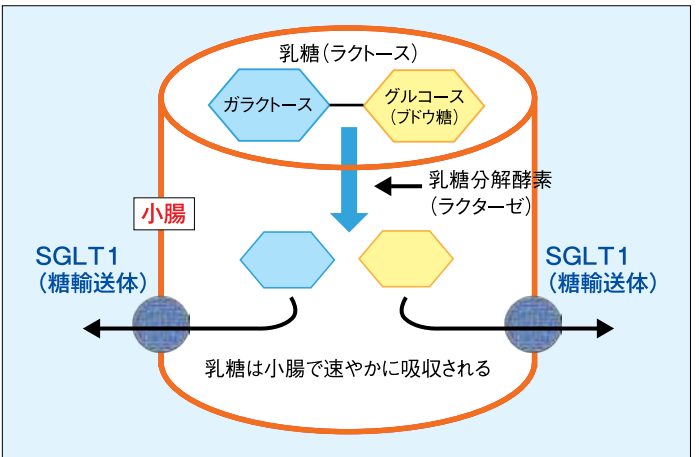 乳糖（ラクトース）
ガラクトース
グルコース
（ブドウ糖）
乳糖分解酵素
（ラクターゼ）
小腸
SGLT1
（糖輸送体）
SGLT1
（糖輸送体）
乳糖は小腸で速やかに吸収される